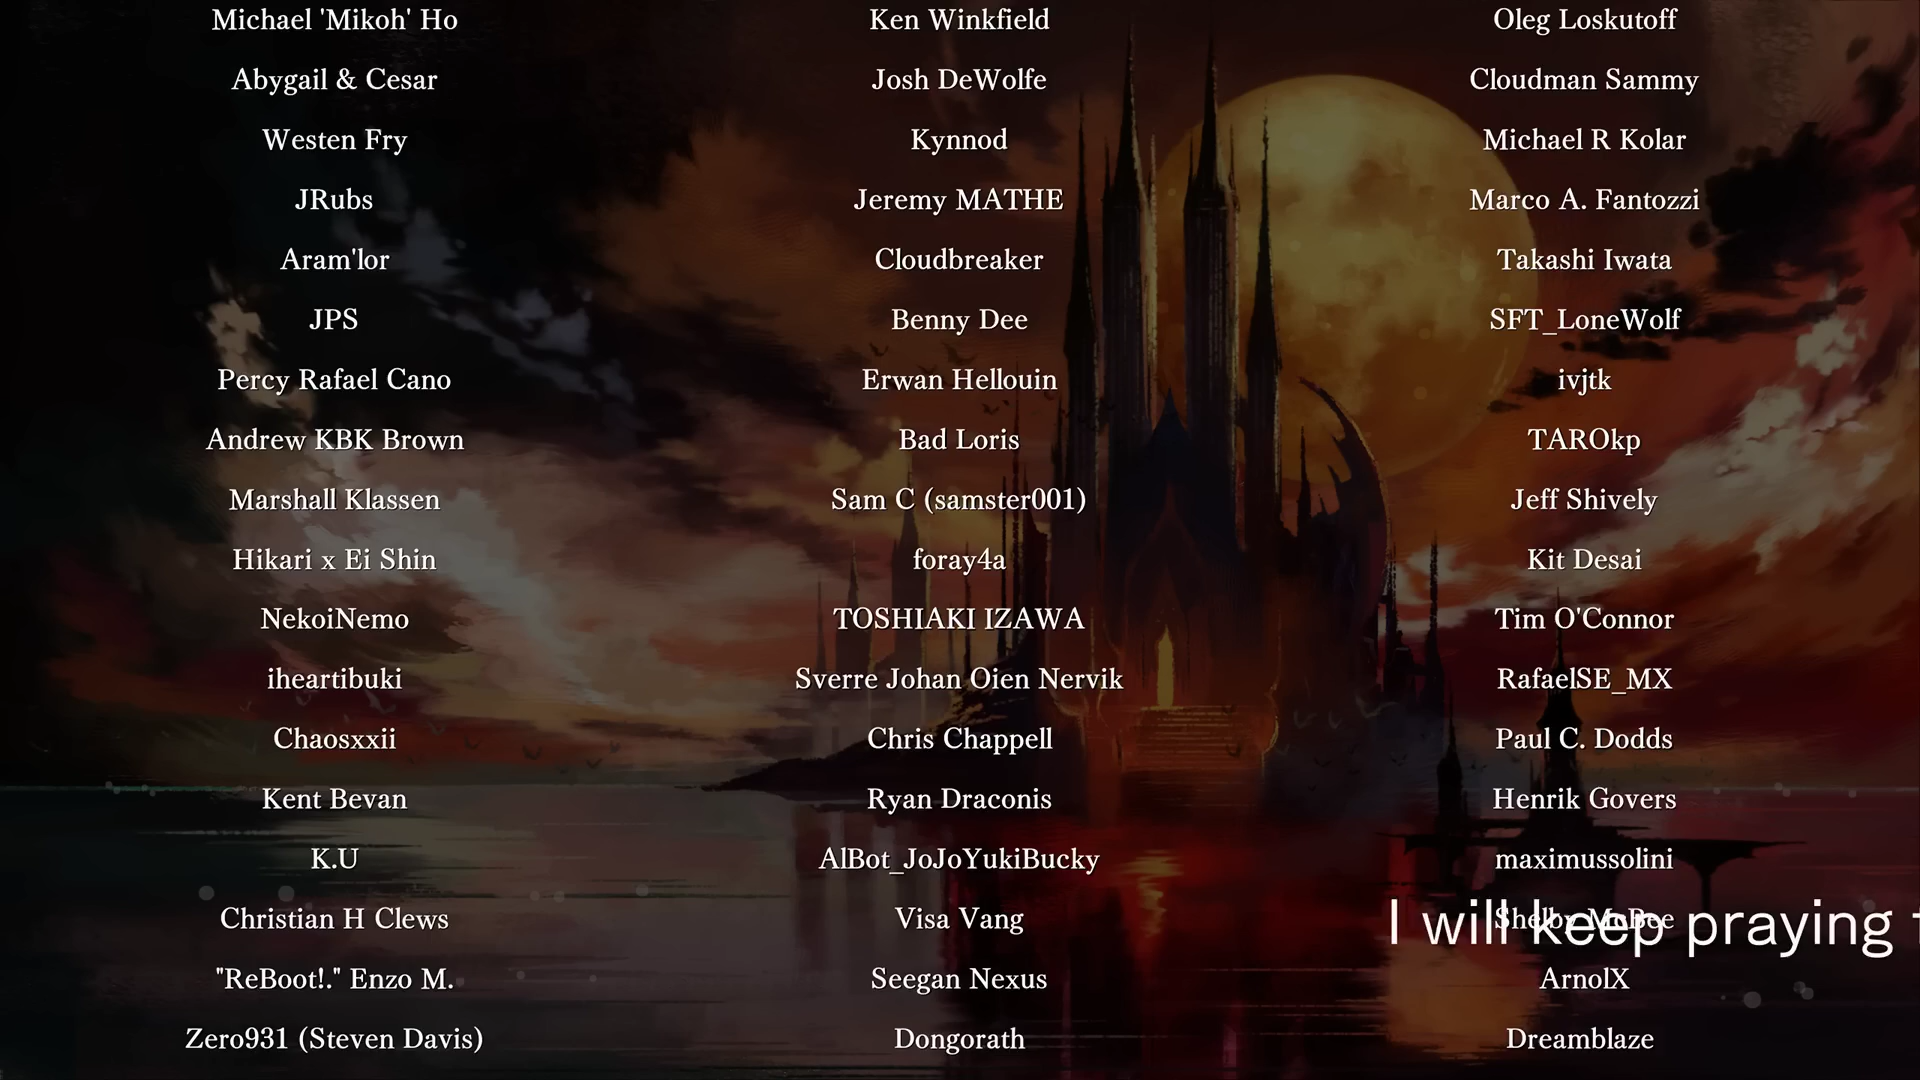 Michael 'Mikoh' Ho
Abygail & Cesar
Westen Fry
JRubs
Aram'lor
JPS
Percy Rafael Cano
Andrew KBK Brown
Marshall Klassen
Hikari x Ei Shin
NekoiNemo
iheartibuki
Chaosxxii
Kent Bevan
K.U
Christian H Clews
"ReBoot!." Enzo M.
Zero931 (Steven Davis)
Ken Winkfield
Josh DeWolfe
Kynnod
Jeremy MATHE
Cloudbreaker
Benny Dee
Erwan Hellouin
Bad Loris
Sam C (samster001)
foray4a
TOSHIAKI IZAWA
Sverre Johan Oien Nervik
Chris Chappell
Ryan Draconis
AlBot_JoJoYukiBucky
Visa Vang
Seegan Nexus
Dongorath
Oleg Loskutoff
Cloudman Sammy
Michael R Kolar
Marco A. Fantozzi
Takashi Iwata
SFT_LoneWolf
ivjtk
TAROkp
Jeff Shively
Kit Desai
Tim O'Connor
RafaelSE_MX
Paul C. Dodds
Henrik Govers
maximussolini
Shelby McBee
ArnolX
Dreamblaze
I will keep praying